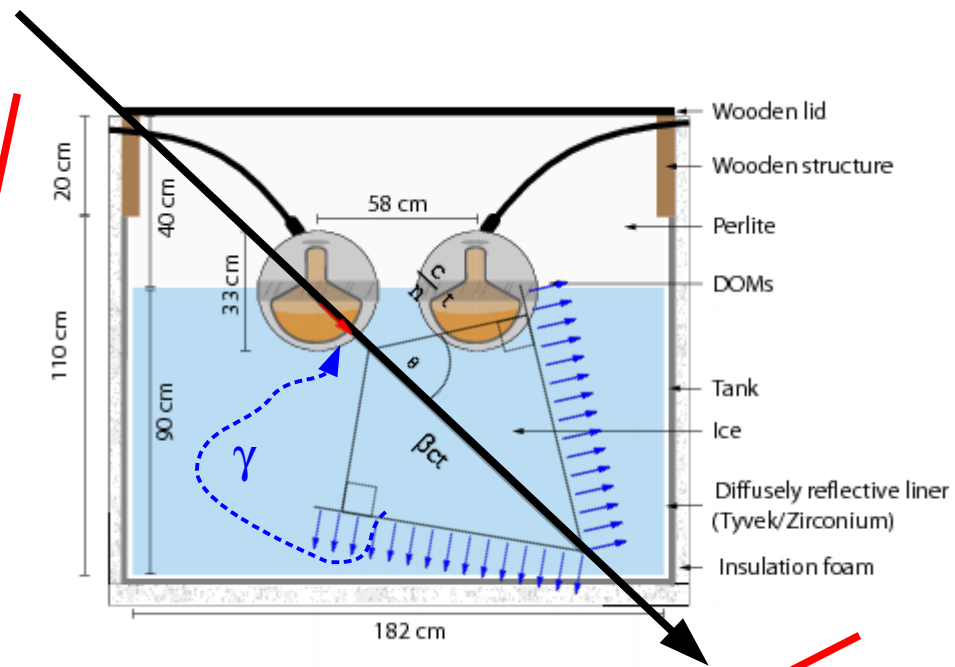 Wooden lid
Wooden structure
Perlite
DOMs
Tank
Ice
Diffusely reflective liner
(Tyvek/Zirconium)
Insulation foam
20 cm
40 cm
58 cm
33 cm
110 cm
90 cm
182 cm
c
n
t
θ
βct
γ